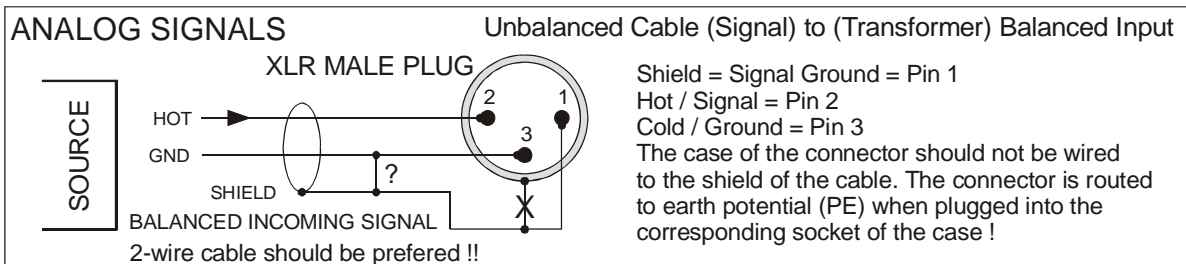 ANALOG SIGNALS
Unbalanced Cable (Signal) to (Transformer) Balanced Input
XLR MALE PLUG
SOURCE
HOT
GND
SHIELD
?
2
1
3
X
BALANCED INCOMING SIGNAL
2-wire cable should be prefered !!
Shield = Signal Ground = Pin 1
Hot / Signal = Pin 2
Cold / Ground = Pin 3
The case of the connector should not be wired
to the shield of the cable. The connector is routed
to earth potential (PE) when plugged into the
corresponding socket of the case !